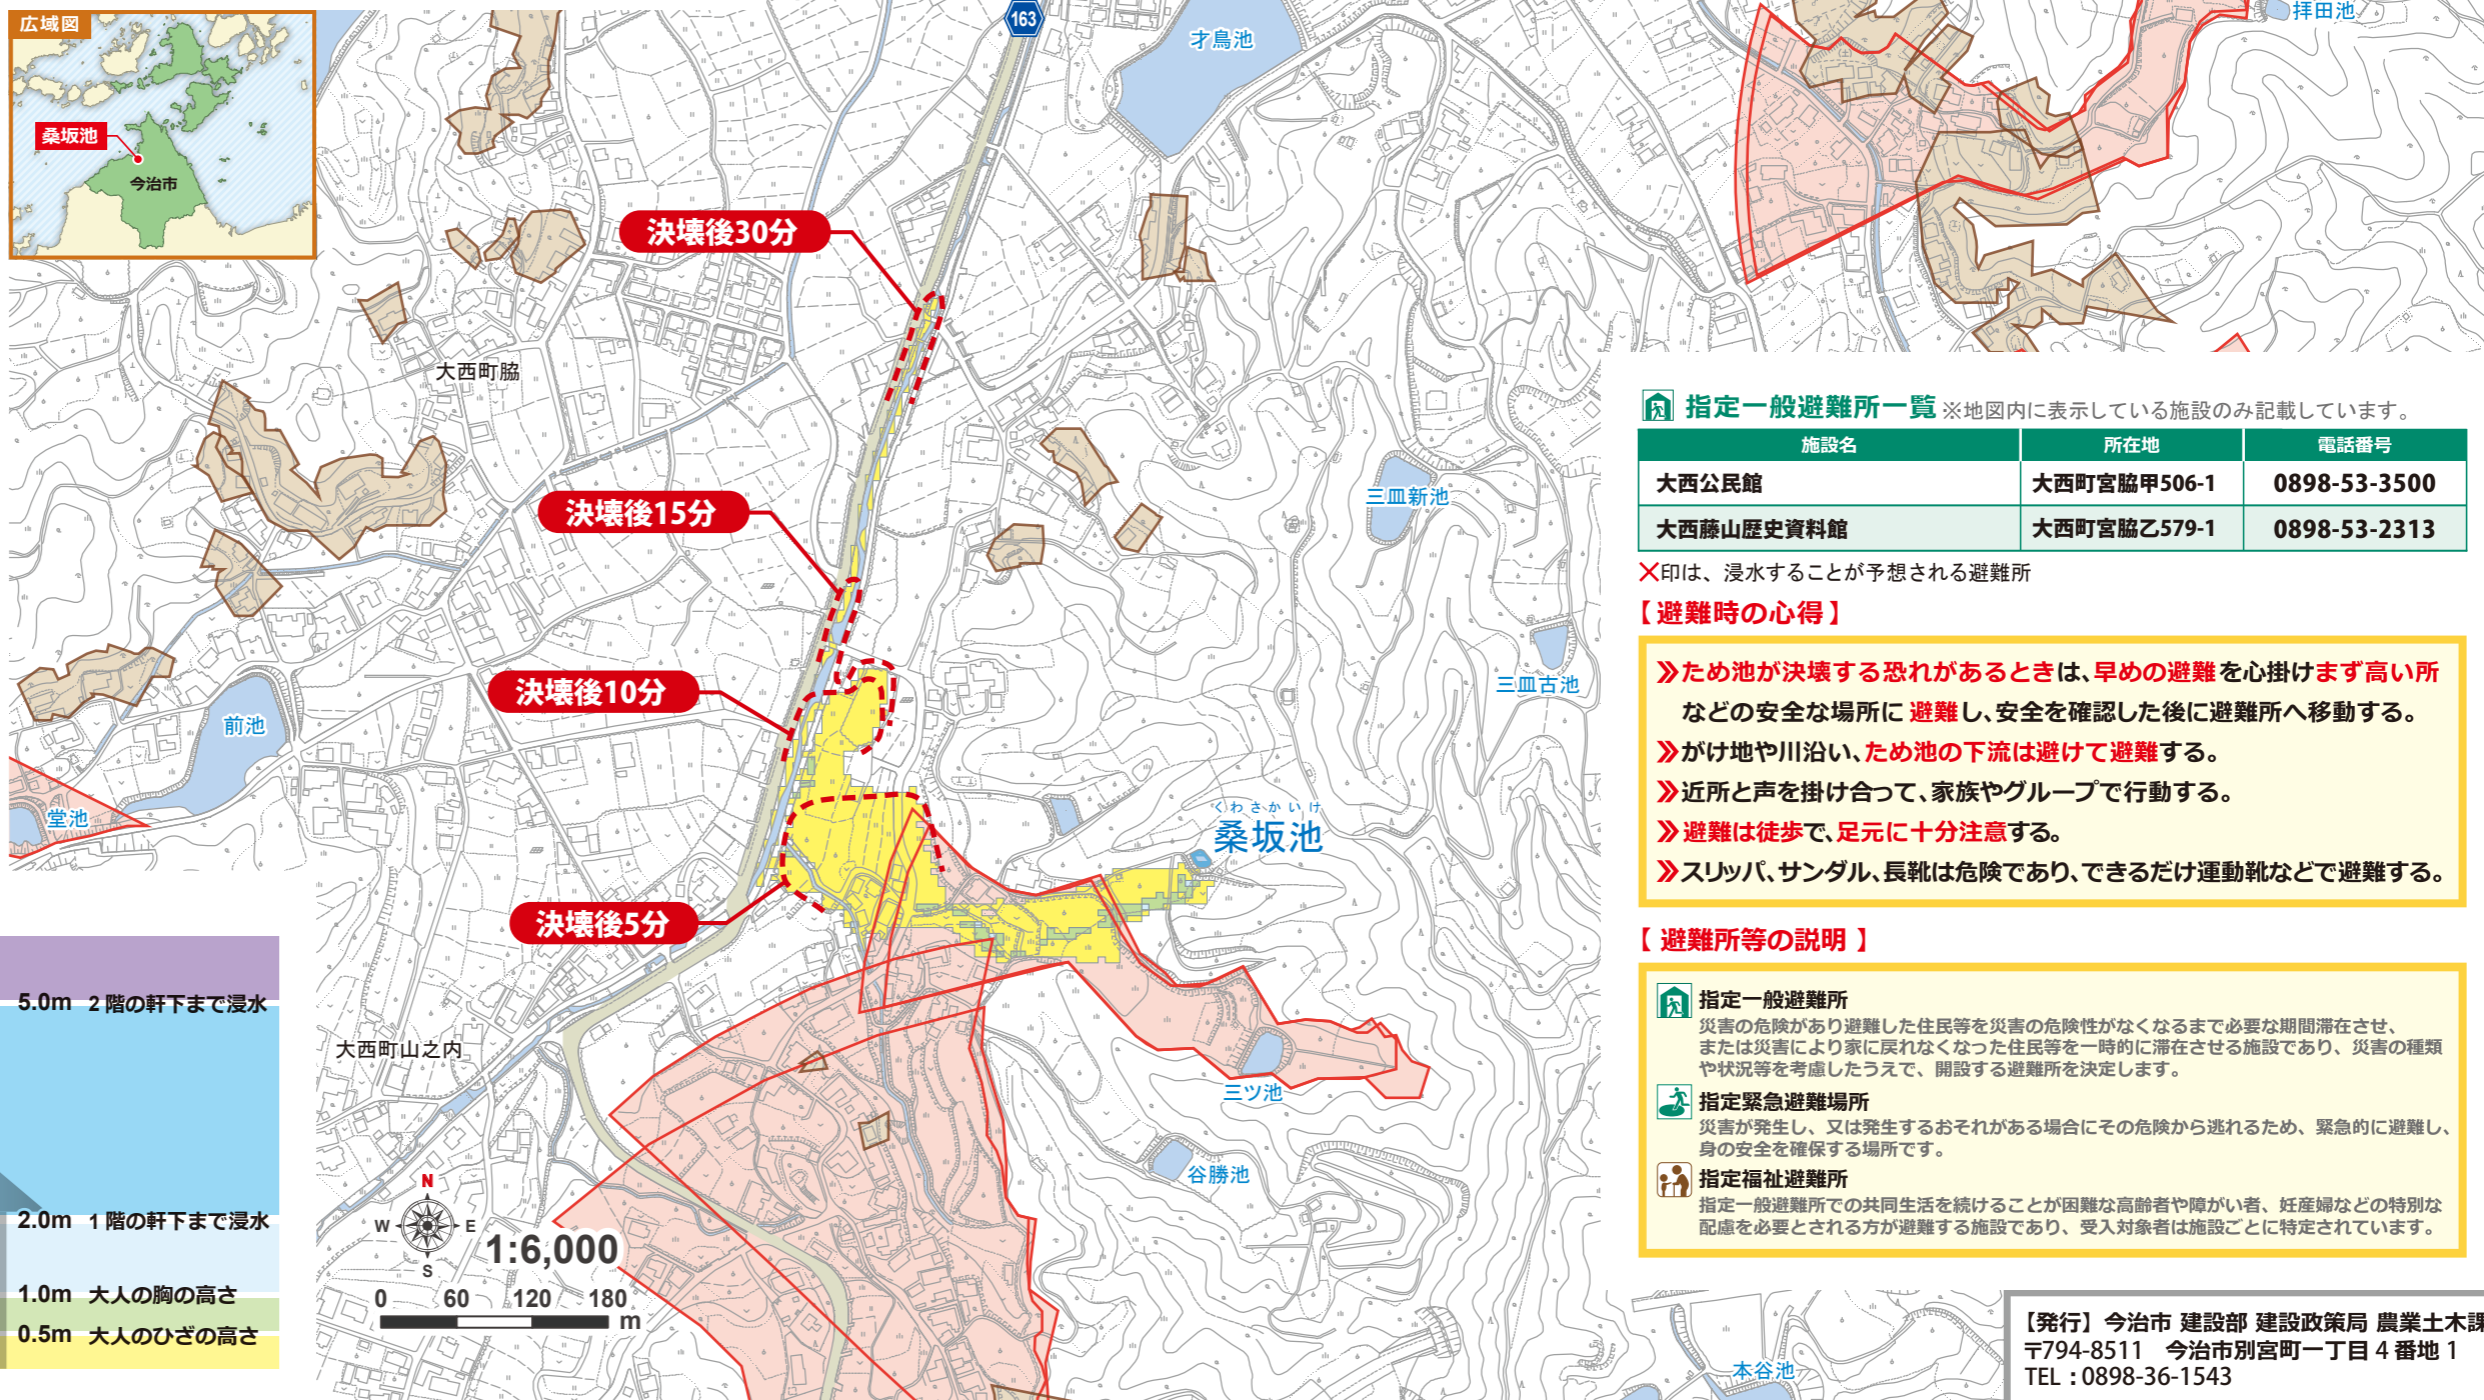 広域図
桑坂池
今治市
163
才鳥池
拝田池
決壊後30分
大西町脇
決壊後15分
三皿新池
決壊後10分
三皿古池
前池
堂池
くわさかいけ
桑坂池
決壊後5分
大西町山之内
三ツ池
谷勝池
本谷池
5.0m 2階の軒下まで浸水
2.0m 1階の軒下まで浸水
1.0m 大人の胸の高さ
0.5m 大人のひざの高さ
N
W E
S
1:6,000
0 60 120 180
m
指定一般避難所一覧 ※地図内に表示している施設のみ記載しています。
施設名 所在地 電話番号
大西公民館 大西町宮脇甲506-1 0898-53-3500
大西藤山歴史資料館 大西町宮脇乙579-1 0898-53-2313
×印は、浸水することが予想される避難所
【避難時の心得】
≫ため池が決壊する恐れがあるときは、早めの避難を心掛けまず高い所
などの安全な場所に避難し、安全を確認した後に避難所へ移動する。
≫がけ地や川沿い、ため池の下流は避けて避難する。
≫近所と声を掛け合って、家族やグループで行動する。
≫避難は徒歩で、足元に十分注意する。
≫スリッパ、サンダル、長靴は危険であり、できるだけ運動靴などで避難する。
【避難所等の説明】
指定一般避難所
災害の危険があり避難した住民等を災害の危険性がなくなるまで必要な期間滞在させ、
または災害により家に戻れなくなった住民等を一時的に滞在させる施設であり、災害の種類
や状況等を考慮したうえで、開設する避難所を決定します。
指定緊急避難場所
災害が発生し、又は発生するおそれがある場合にその危険から逃れるため、緊急的に避難し、
身の安全を確保する場所です。
指定福祉避難所
指定一般避難所での共同生活を続けることが困難な高齢者や障がい者、妊産婦などの特別な
配慮を必要とされる方が避難する施設であり、受入対象者は施設ごとに特定されています。
【発行】今治市 建設部 建設政策局 農業土木課
〒794-8511 今治市別宮町一丁目4番地1
TEL：0898-36-1543